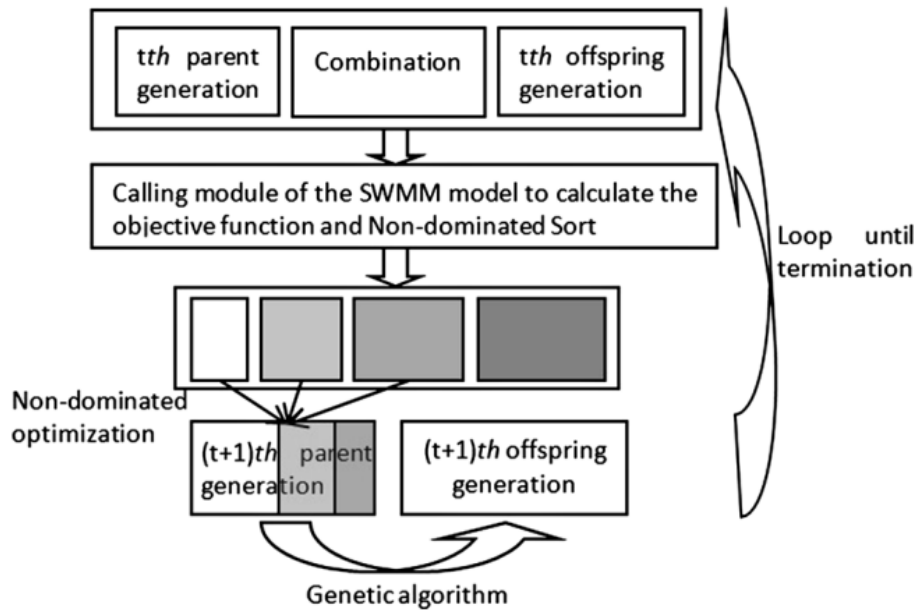 tth parent
generation
Combination
tth offspring
generation
Calling module of the SWMM model to calculate the
objective function and Non-dominated Sort
Loop until
termination
Non-dominated
optimization
(t+1)th parent
generation
(t+1)th offspring
generation
Genetic algorithm